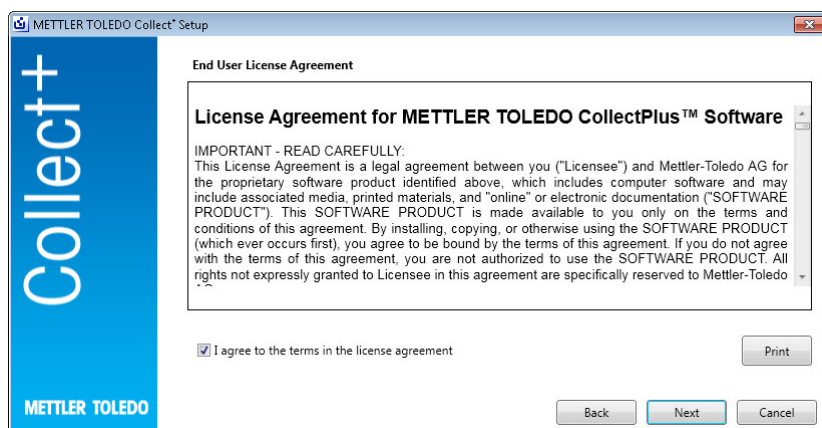 METTLER TOLEDO Collect+ Setup
Collect+
End User License Agreement
License Agreement for METTLER TOLEDO CollectPlus™ Software
IMPORTANT - READ CAREFULLY:
This License Agreement is a legal agreement between you ("Licensee") and Mettler-Toledo AG for
the proprietary software product identified above, which includes computer software and may
include associated media, printed materials, and "online" or electronic documentation ("SOFTWARE
PRODUCT"). This SOFTWARE PRODUCT is made available to you only on the terms and
conditions of this agreement. By installing, copying, or otherwise using the SOFTWARE PRODUCT
(which ever occurs first), you agree to be bound by the terms of this agreement. If you do not agree
with the terms of this agreement, you are not authorized to use the SOFTWARE PRODUCT. All
rights not expressly granted to Licensee in this agreement are specifically reserved to Mettler-Toledo
I agree to the terms in the license agreement
Print
METTLER TOLEDO
Back
Next
Cancel